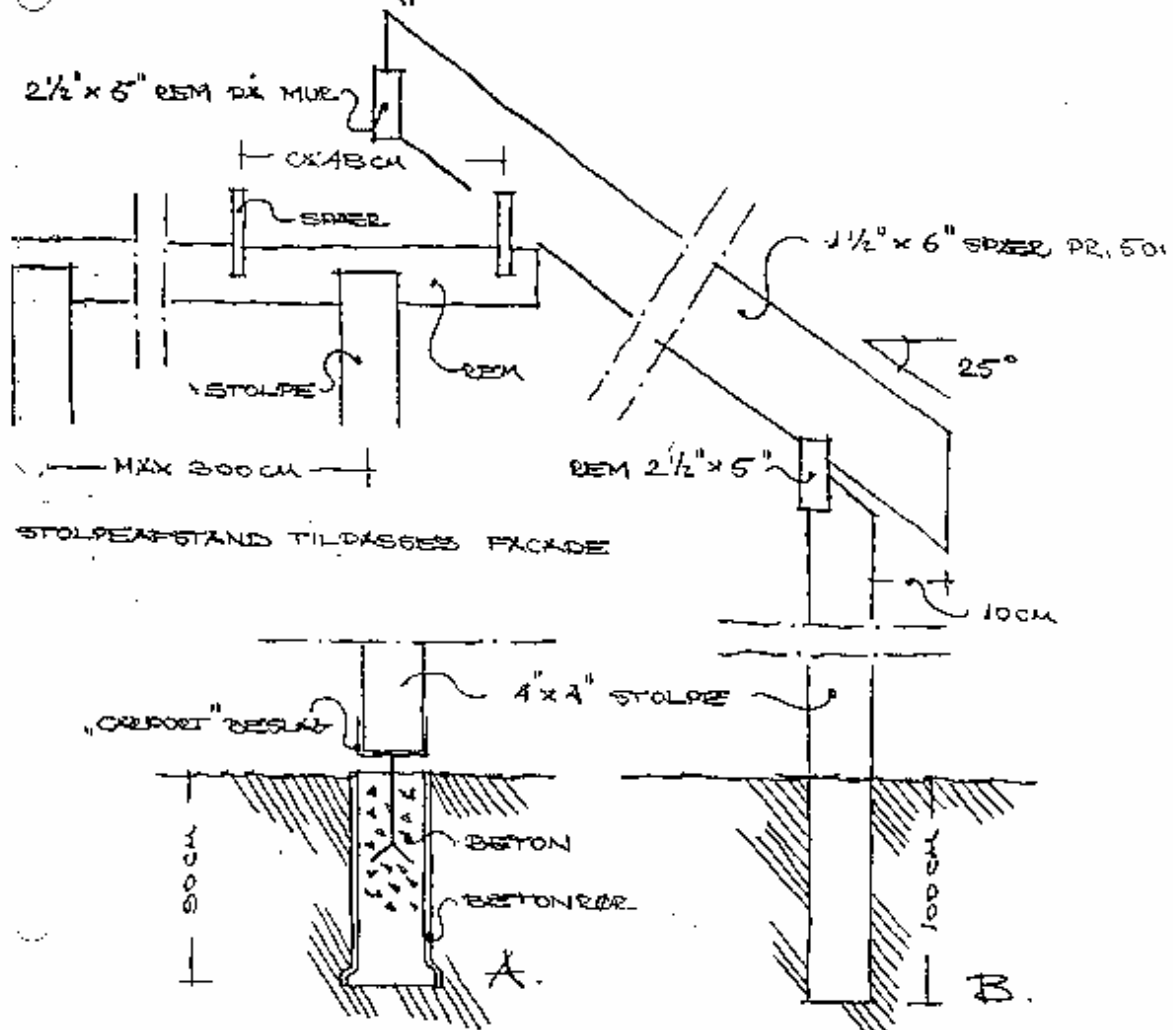 2½" x 5" REM PÅ MUR
CA 48 CM
SPÆR
1½" x 6" SPÆR PR.
25°
STOLPE
REM
MAX 300 CM
REM 2½" x 5"
STOLPEAFSTAND TILPASSES FACADE
10 CM
4" x 4" STOLPE
"CARPORT" BESLAG
BETON
BETONRØR
100 CM
A.
B.